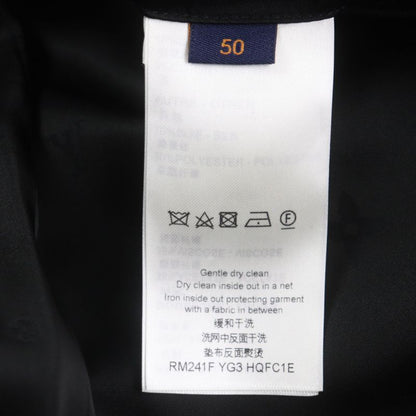 50
Gentle dry clean
Dry clean inside out in a net
Iron inside out protecting garment
with a fabric in between
缓和干洗
洗网中反面干洗
垫布反面熨烫
RM241F YG3 HQFC1E